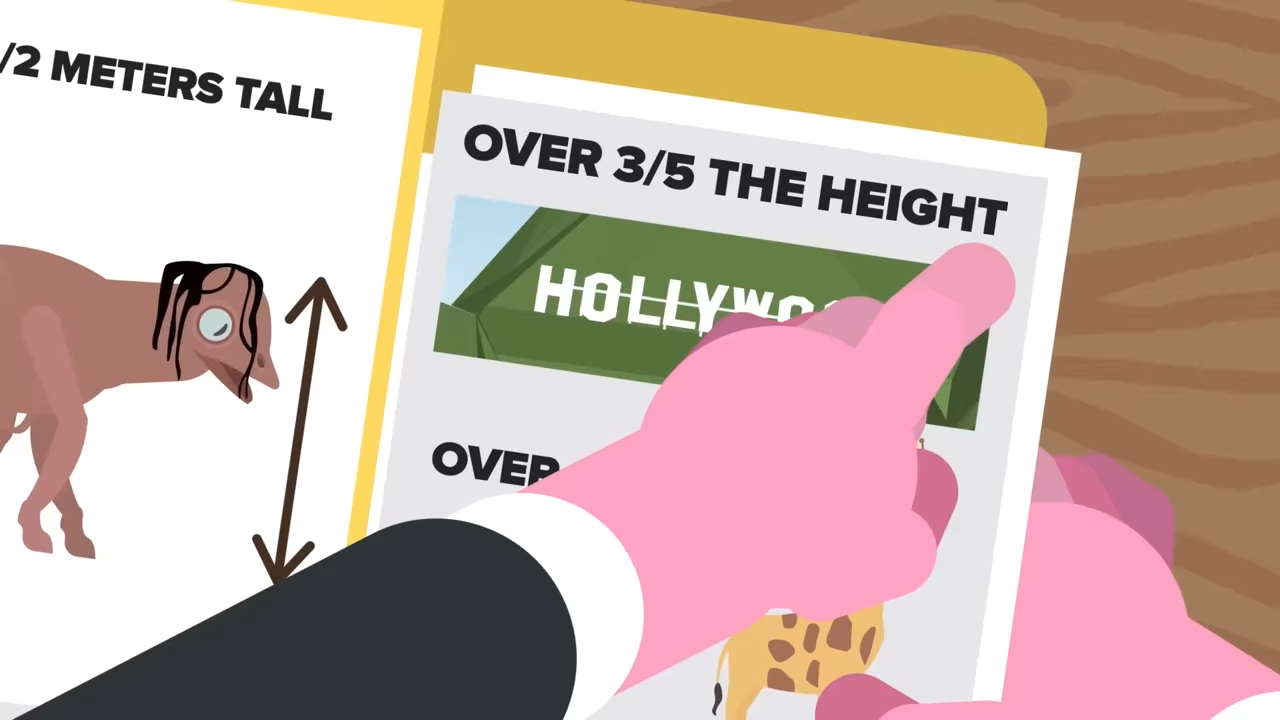 /2 METERS TALL
OVER 3/5 THE HEIGHT
HOLLYWO
OVER